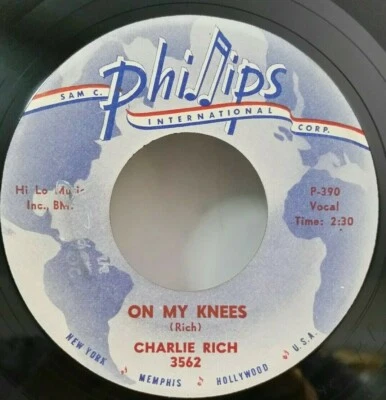 Phillips
SAM C. INTERNATIONAL CORP.
Hi Lo Music
Inc., BMI
P-390
Vocal
Time: 2:30
ON MY KNEES
(Rich)
CHARLIE RICH
3562
NEW YORK MEMPHIS HOLLYWOOD U.S.A.